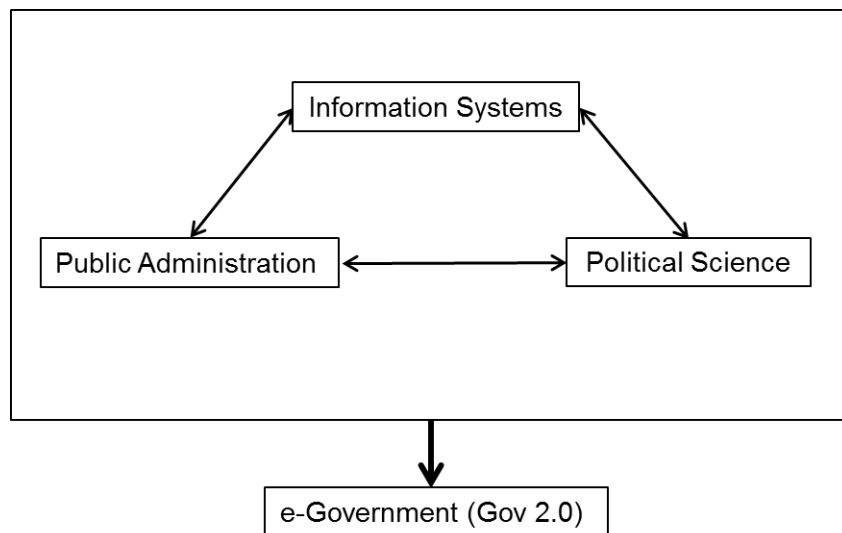 Information Systems
Public Administration
Political Science
e-Government (Gov 2.0)